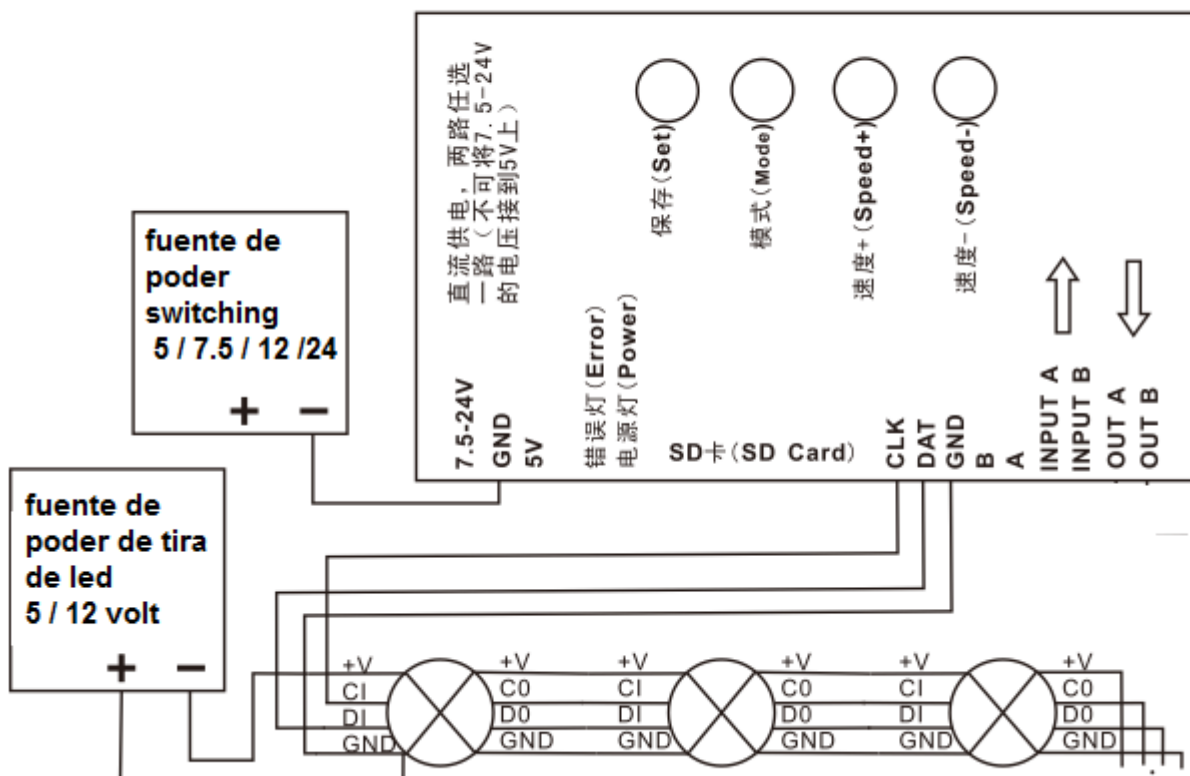 直流供电，两路任选
一路（不可将7.5-24V
的电压接到5V上）
保存(Set)
模式(Mode)
速度+(Speed+)
速度-(Speed-)
fuente de
poder
switching
5 / 7.5 / 12 /24
+ −
7.5-24V
GND
5V
错误灯(Error)
电源灯(Power)
SD卡(SD Card)
CLK
DAT
GND
B
A
INPUT A
INPUT B
OUT A
OUT B
fuente de
poder de tira
de led
5 / 12 volt
+ −
+V +V +V +V +V +V
CI C0 CI C0 CI C0
DI D0 DI D0 DI D0
GND GND GND GND GND GND